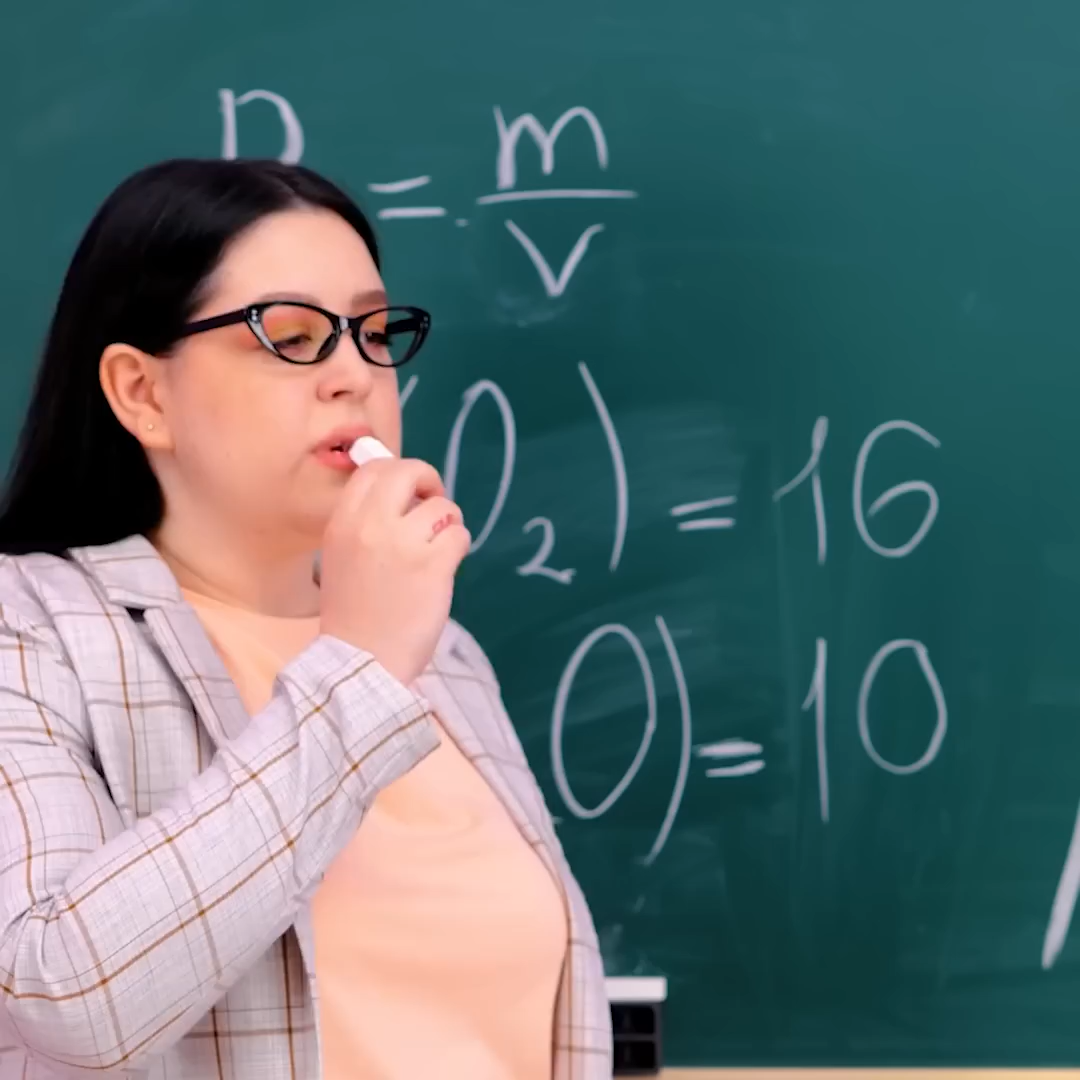 p = m/v
(O₂) = 16
O) = 10